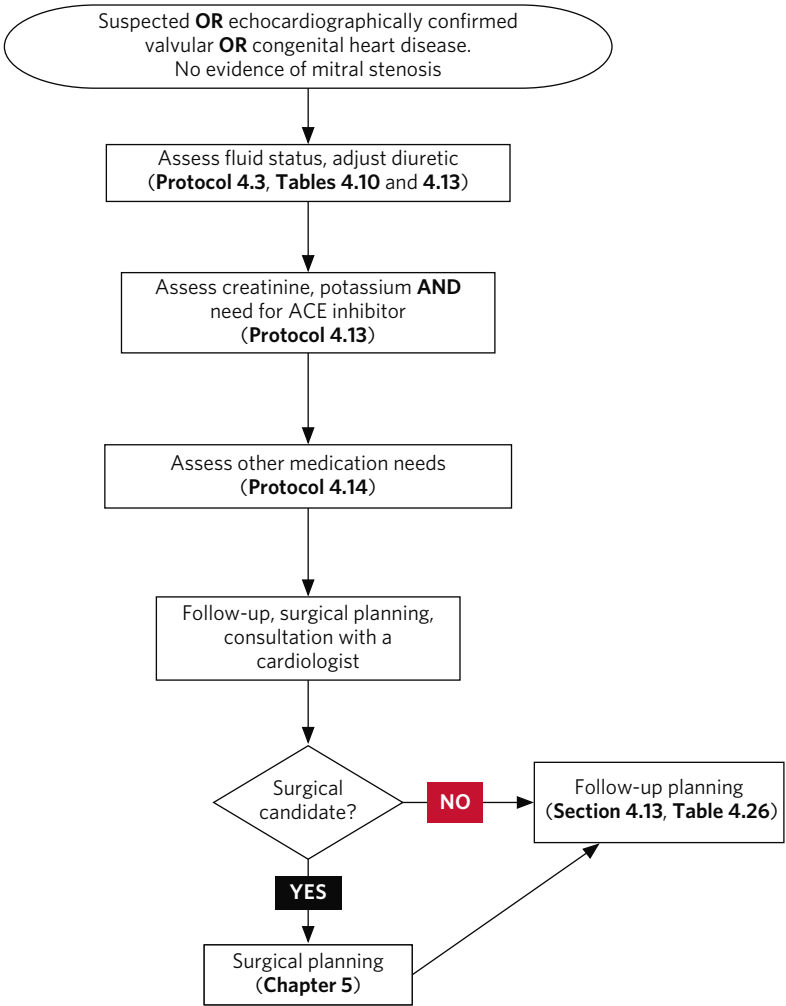 Suspected OR echocardiographically confirmed
valvular OR congenital heart disease.
No evidence of mitral stenosis
Assess fluid status, adjust diuretic
(Protocol 4.3, Tables 4.10 and 4.13)
Assess creatinine, potassium AND
need for ACE inhibitor
(Protocol 4.13)
Assess other medication needs
(Protocol 4.14)
Follow-up, surgical planning,
consultation with a
cardiologist
Surgical
candidate?
NO
Follow-up planning
(Section 4.13, Table 4.26)
YES
Surgical planning
(Chapter 5)